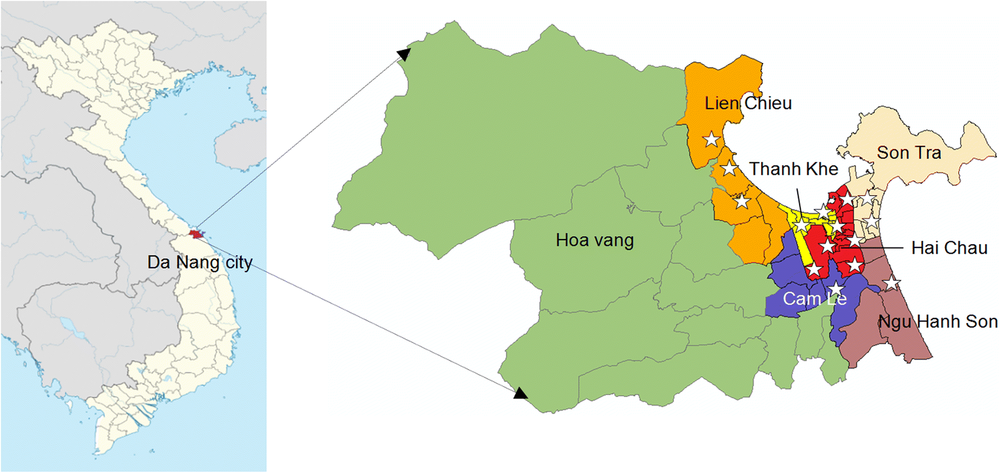 Da Nang city
Lien Chieu
Son Tra
Thanh Khe
Hoa vang
Hai Chau
Cam Le
Ngu Hanh Son